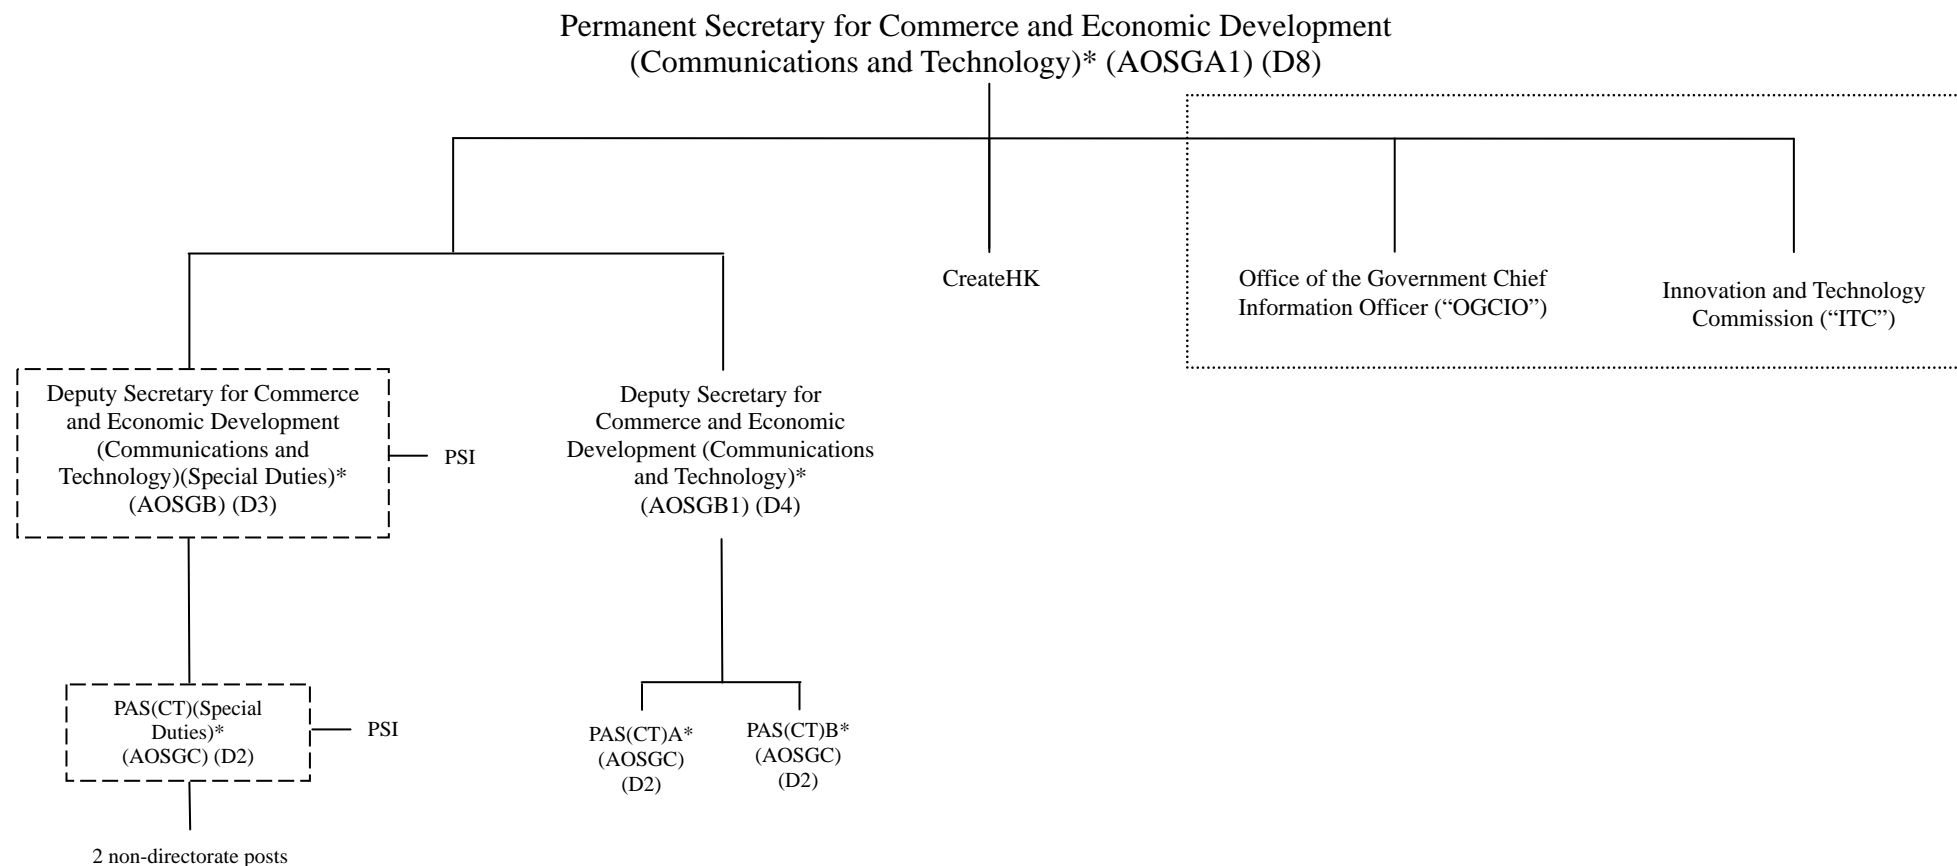 Permanent Secretary for Commerce and Economic Development
(Communications and Technology)* (AOSGA1) (D8)
CreateHK
Office of the Government Chief
Information Officer (“OGCIO”)
Innovation and Technology
Commission (“ITC”)
Deputy Secretary for Commerce
and Economic Development
(Communications and
Technology)(Special Duties)*
(AOSGB) (D3)
PSI
Deputy Secretary for
Commerce and Economic
Development (Communications
and Technology)*
(AOSGB1) (D4)
PAS(CT)(Special
Duties)*
(AOSGC) (D2)
PSI
PAS(CT)A*
(AOSGC)
(D2)
PAS(CT)B*
(AOSGC)
(D2)
2 non-directorate posts